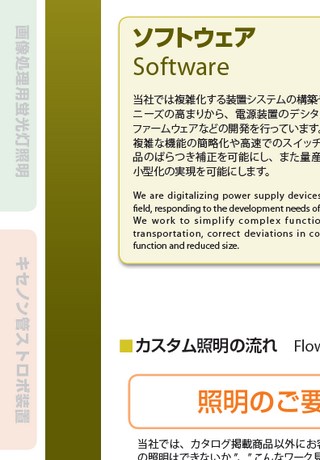 画像処理用蛍光灯照明
キセノン管ストロボ装置
ソフトウェア
Software
当社では複雑化する装置システムの構築や
ニーズの高まりから、電源装置のデジタ
ファームウェアなどの開発を行っています。
複雑な機能の簡略化や高速でのスイッチ
品のばらつき補正を可能にし、また量産
小型化の実現を可能にします。
We are digitalizing power supply devices
field, responding to the development needs of
We work to simplify complex functio
transportation, correct deviations in co
function and reduced size.
■カスタム照明の流れ Flow
照明のご要
当社では、カタログ掲載商品以外にお
の照明はできないか"、"こんなワーク